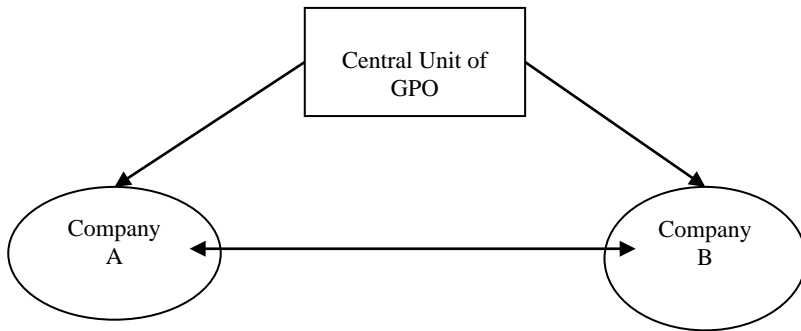 Central Unit of
GPO
Company
A
Company
B